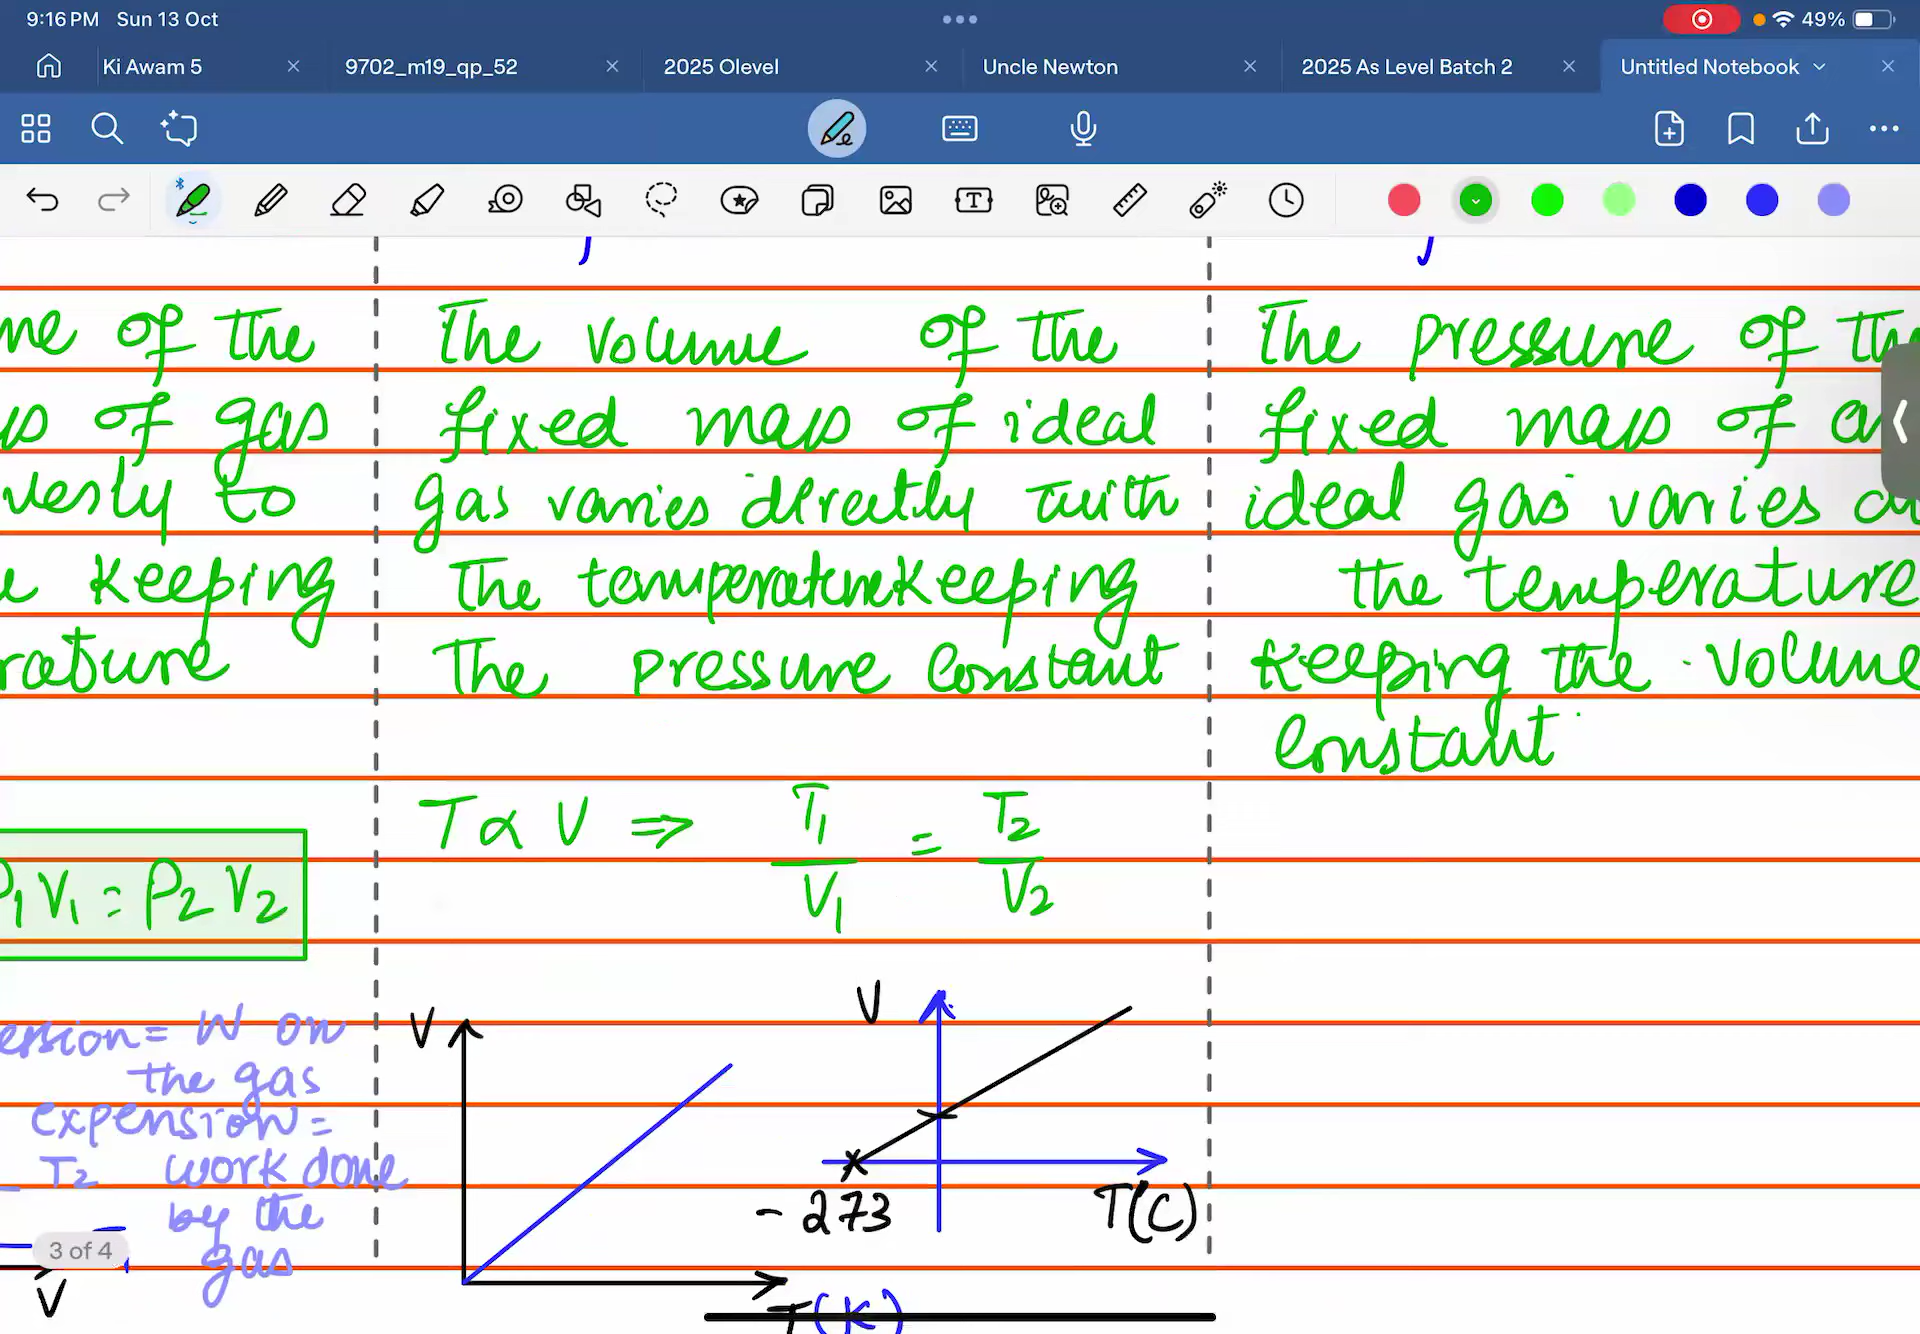 9:16 PM Sun 13 Oct
49%
Ki Awam 5
9702_m19_qp_52
2025 Olevel
Uncle Newton
2025 As Level Batch 2
Untitled Notebook
me of the
of gas
to
keeping
rature
P₁V₁ = P₂V₂
ersion = W on
the gas
expension =
T₂ work done
by the
gas
V
3 of 4
The volume of the
fixed mass of ideal
gas varies directly with
The temperature keeping
The pressure constant
T ∝ V ⇒ T₁/V₁ = T₂/V₂
V
T(K)
V
-273
T(C)
The pressure of the
fixed mass of an
ideal gas varies
the temperature
keeping the volume
constant